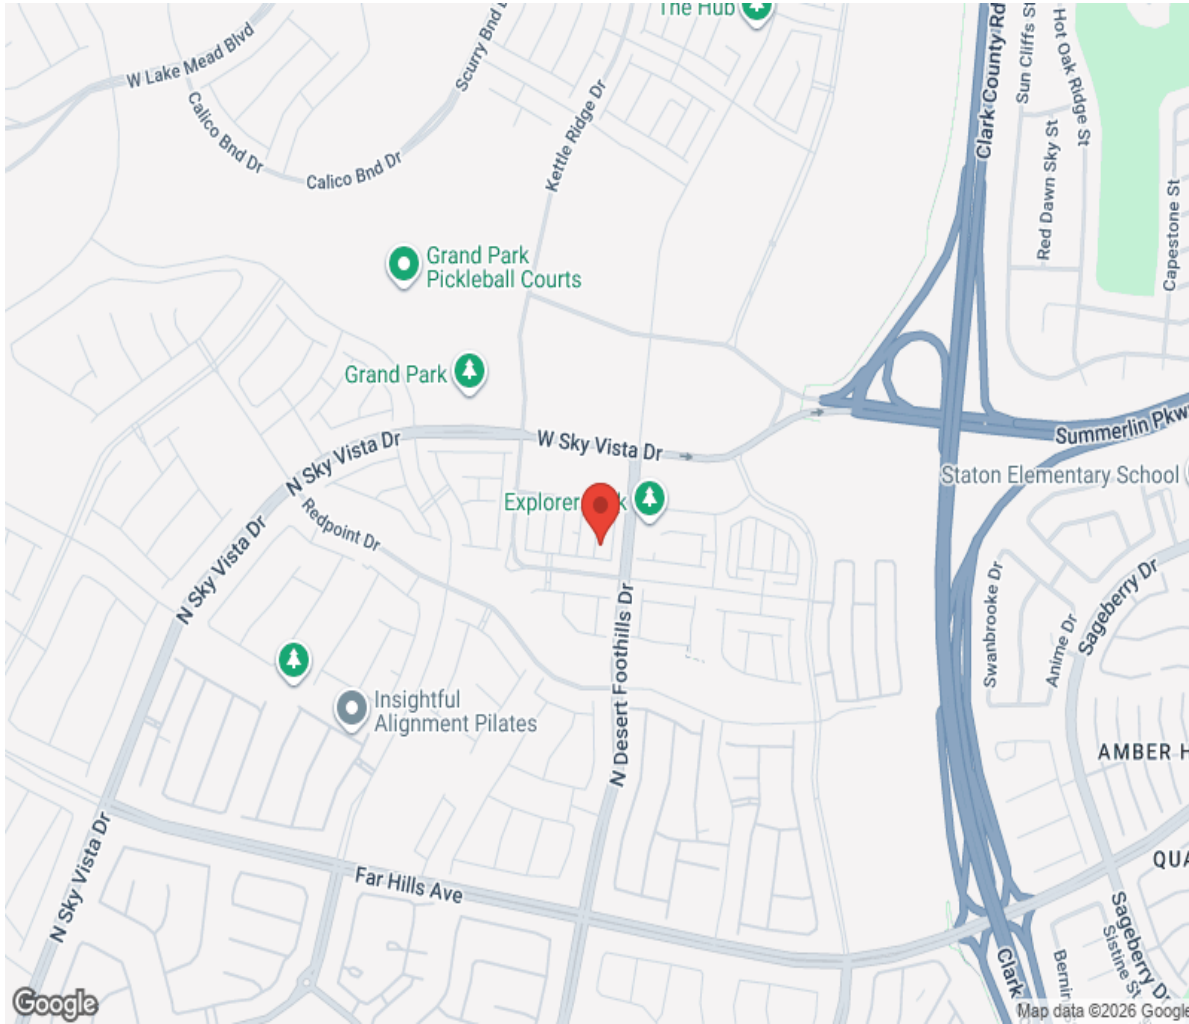 The Hub
W Lake Mead Blvd
Scurry Bnd
Calico Bnd Dr
Calico Bnd Dr
Kettle Ridge Dr
Clark County Rd
Sun Cliffs St
Hot Oak Ridge St
Red Dawn Sky St
Capestone St
Grand Park
Pickleball Courts
Grand Park
W Sky Vista Dr
N Sky Vista Dr
Summerlin Pkwy
Staton Elementary School
Explorer
Redpoint Dr
N Sky Vista Dr
N Desert Foothills Dr
Swanbrooke Dr
Anime Dr
Sageberry Dr
Insightful
Alignment Pilates
AMBER H
N Sky Vista Dr
Far Hills Ave
QUA
Sageberry Dr
Sistine St
Bernin
Clark
Google
Map data ©2026 Google